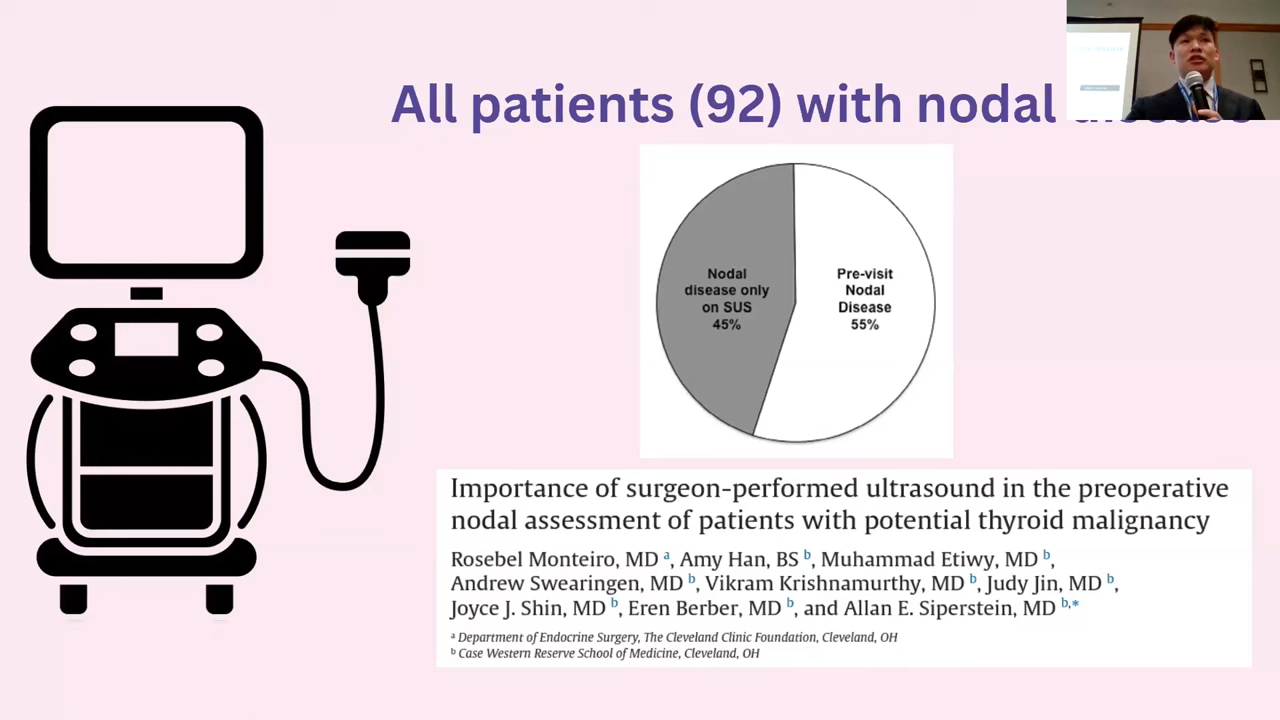 All patients (92) with nodal
Nodal
disease only
on SUS
45%
Pre-visit
Nodal
Disease
55%
Importance of surgeon-performed ultrasound in the preoperative
nodal assessment of patients with potential thyroid malignancy
Rosebel Monteiro, MD a, Amy Han, BS b, Muhammad Etiwy, MD b,
Andrew Swearingen, MD b, Vikram Krishnamurthy, MD b, Judy Jin, MD b,
Joyce J. Shin, MD b, Eren Berber, MD b, and Allan E. Siperstein, MD b,*
a Department of Endocrine Surgery, The Cleveland Clinic Foundation, Cleveland, OH
b Case Western Reserve School of Medicine, Cleveland, OH